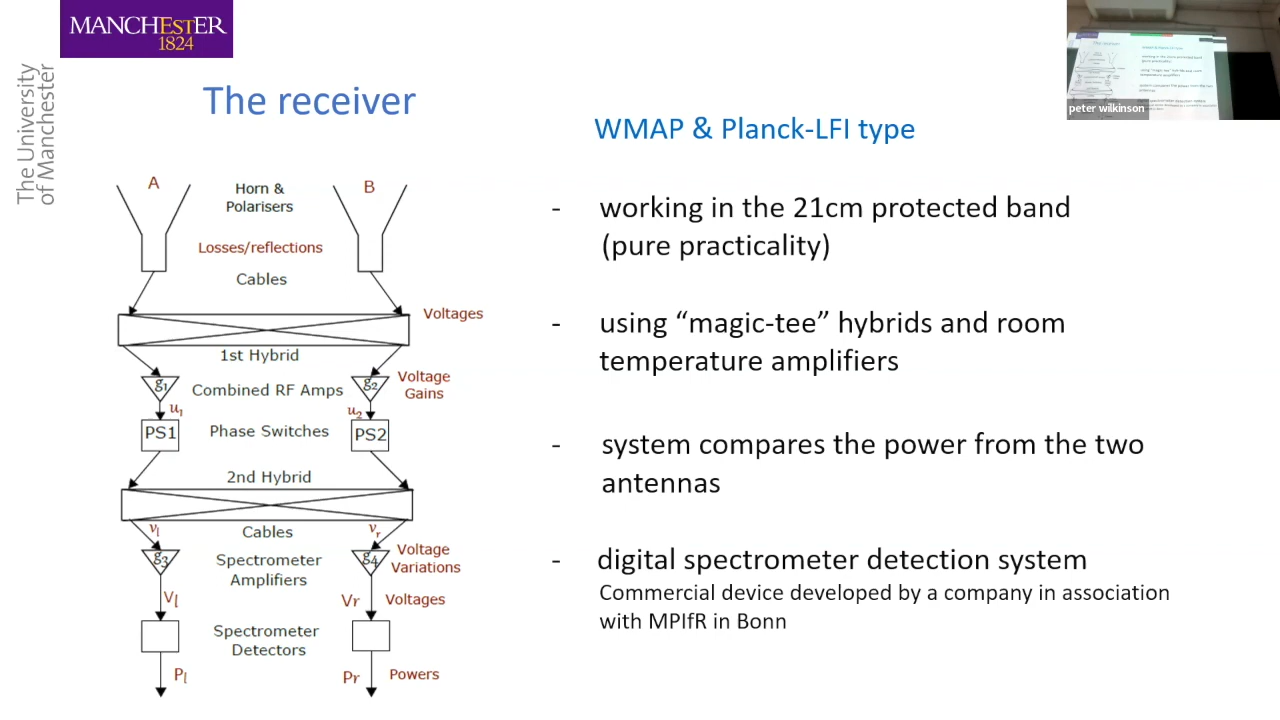 MANCHESTER
1824
The University
of Manchester
The receiver
WMAP & Planck-LFI type
peter wilkinson
A
Horn &
Polarisers
B
Losses/reflections
Cables
Voltages
1st Hybrid
g1
Combined RF Amps
g2
Voltage
Gains
u1
u2
PS1
Phase Switches
PS2
2nd Hybrid
vl
Cables
vr
g3
Spectrometer
Amplifiers
g4
Voltage
Variations
Vl
Vr
Voltages
Spectrometer
Detectors
Pl
Pr
Powers
- working in the 21cm protected band
(pure practicality)
- using “magic-tee” hybrids and room
temperature amplifiers
- system compares the power from the two
antennas
- digital spectrometer detection system
Commercial device developed by a company in association
with MPIfR in Bonn